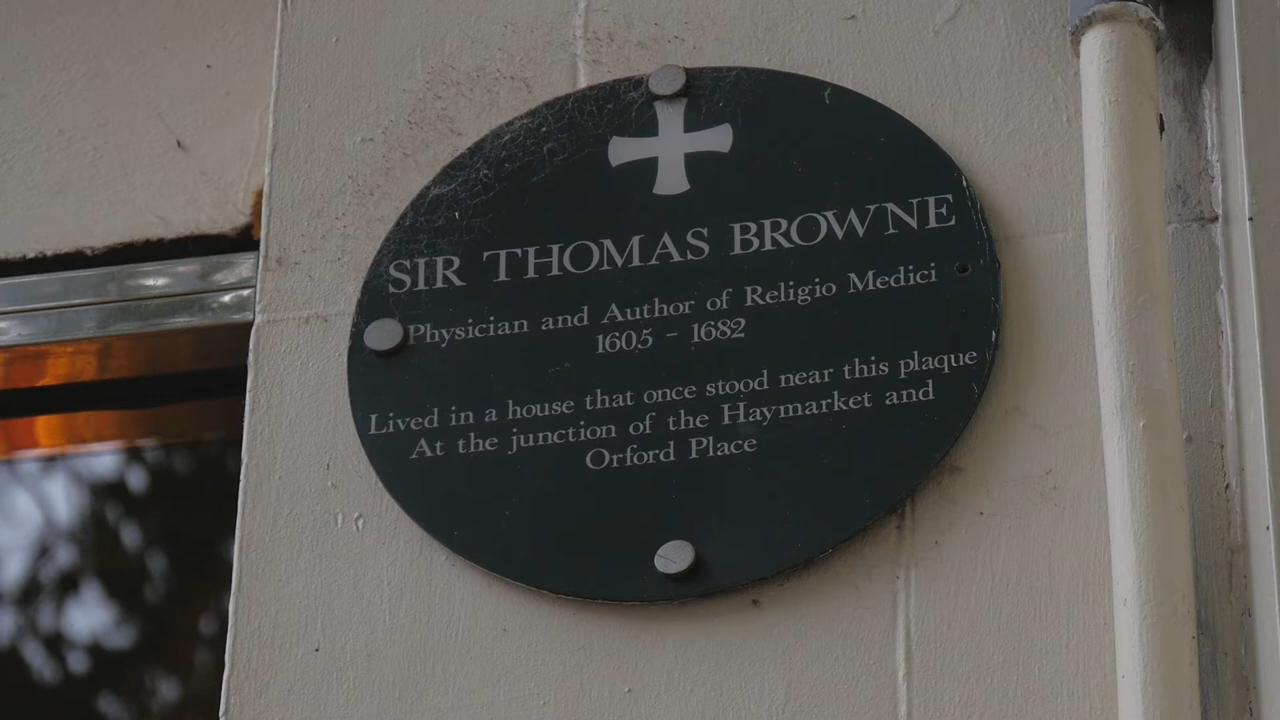 SIR THOMAS BROWNE
Physician and Author of Religio Medici
1605 - 1682
Lived in a house that once stood near this plaque
At the junction of the Haymarket and
Orford Place